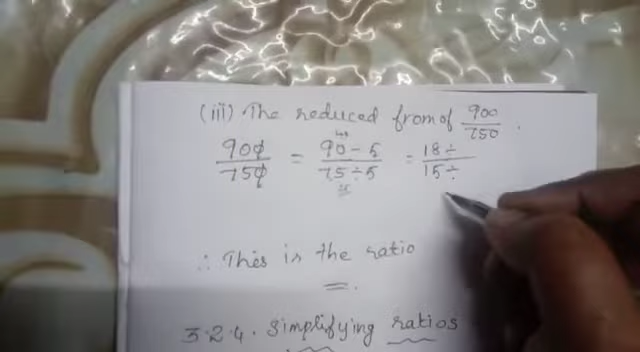 (iii) The reduced from of 900/750.
900/750 = 90-5/75÷5 = 18÷/15÷
∴ This is the ratio
3.2.4. Simplifying ratios